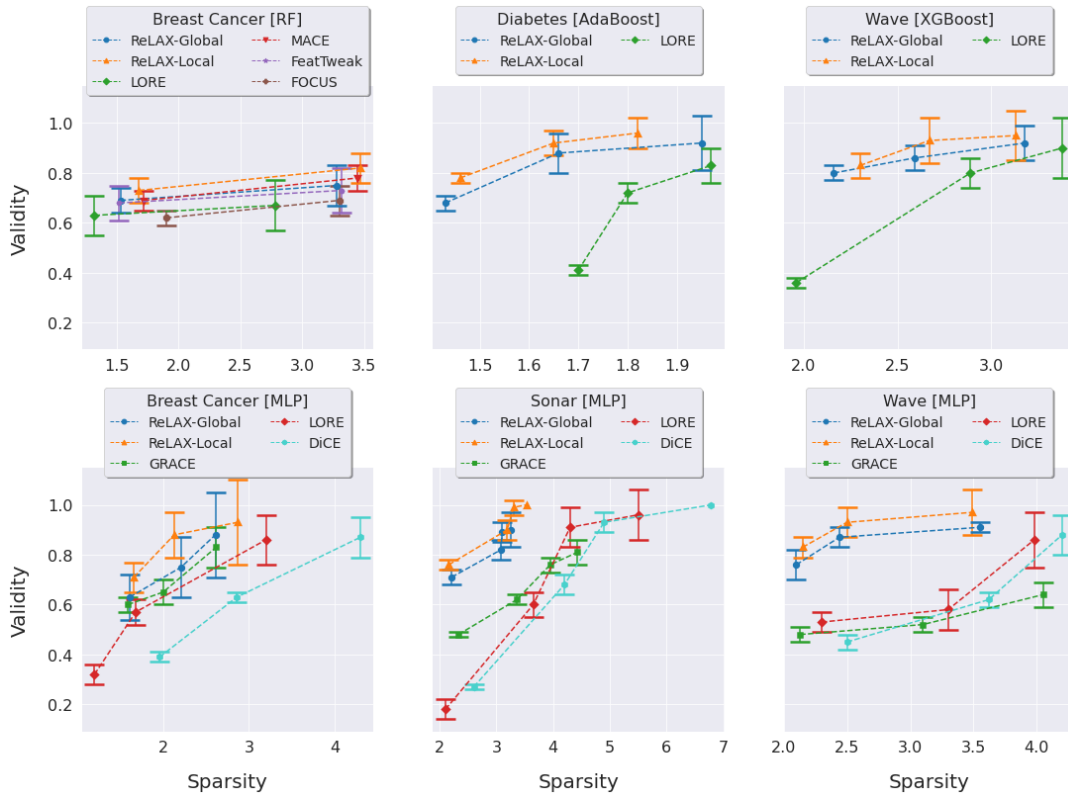 Breast Cancer [RF]
ReLAX-Global
ReLAX-Local
LORE
MACE
FeatTweak
FOCUS
Diabetes [AdaBoost]
ReLAX-Global
ReLAX-Local
LORE
Wave [XGBoost]
ReLAX-Global
ReLAX-Local
LORE
Validity
1.0
0.8
0.6
0.4
0.2
1.5 2.0 2.5 3.0 3.5
1.5 1.6 1.7 1.8 1.9
2.0 2.5 3.0
Breast Cancer [MLP]
ReLAX-Global
ReLAX-Local
GRACE
LORE
DiCE
Sonar [MLP]
ReLAX-Global
ReLAX-Local
GRACE
LORE
DiCE
Wave [MLP]
ReLAX-Global
ReLAX-Local
GRACE
LORE
DiCE
Validity
1.0
0.8
0.6
0.4
0.2
2 3 4
2 3 4 5 6 7
2.0 2.5 3.0 3.5 4.0
Sparsity
Sparsity
Sparsity